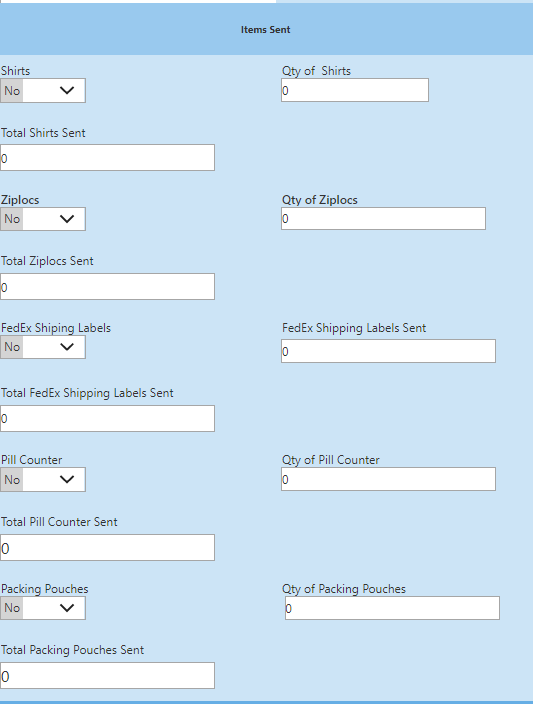 Items Sent
Shirts
Qty of  Shirts
No
0
Total Shirts Sent
0
Ziplocs
Qty of Ziplocs
No
0
Total Ziplocs Sent
0
FedEx Shiping Labels
FedEx Shipping Labels Sent
No
0
Total FedEx Shipping Labels Sent
0
Pill Counter
Qty of Pill Counter
No
0
Total Pill Counter Sent
0
Packing Pouches
Qty of Packing Pouches
No
0
Total Packing Pouches Sent
0